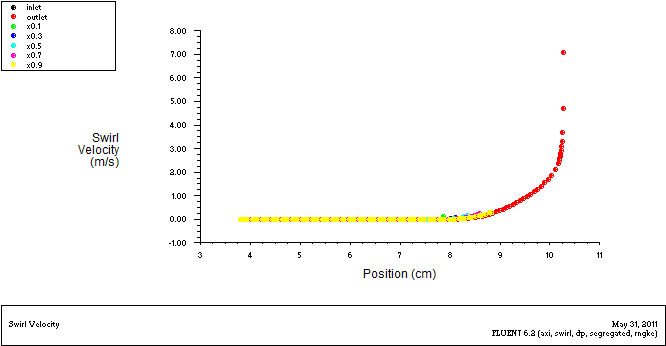 inlet
outlet
x0.1
x0.3
x0.5
x0.7
x0.9
8.00
7.00
6.00
5.00
4.00
3.00
2.00
1.00
0.00
-1.00
Swirl
Velocity
(m/s)
3 4 5 6 7 8 9 10 11
Position (cm)
Swirl Velocity
May 31, 2011
FLUENT 6.2 (axi, swirl, dp, segregated, rngke)